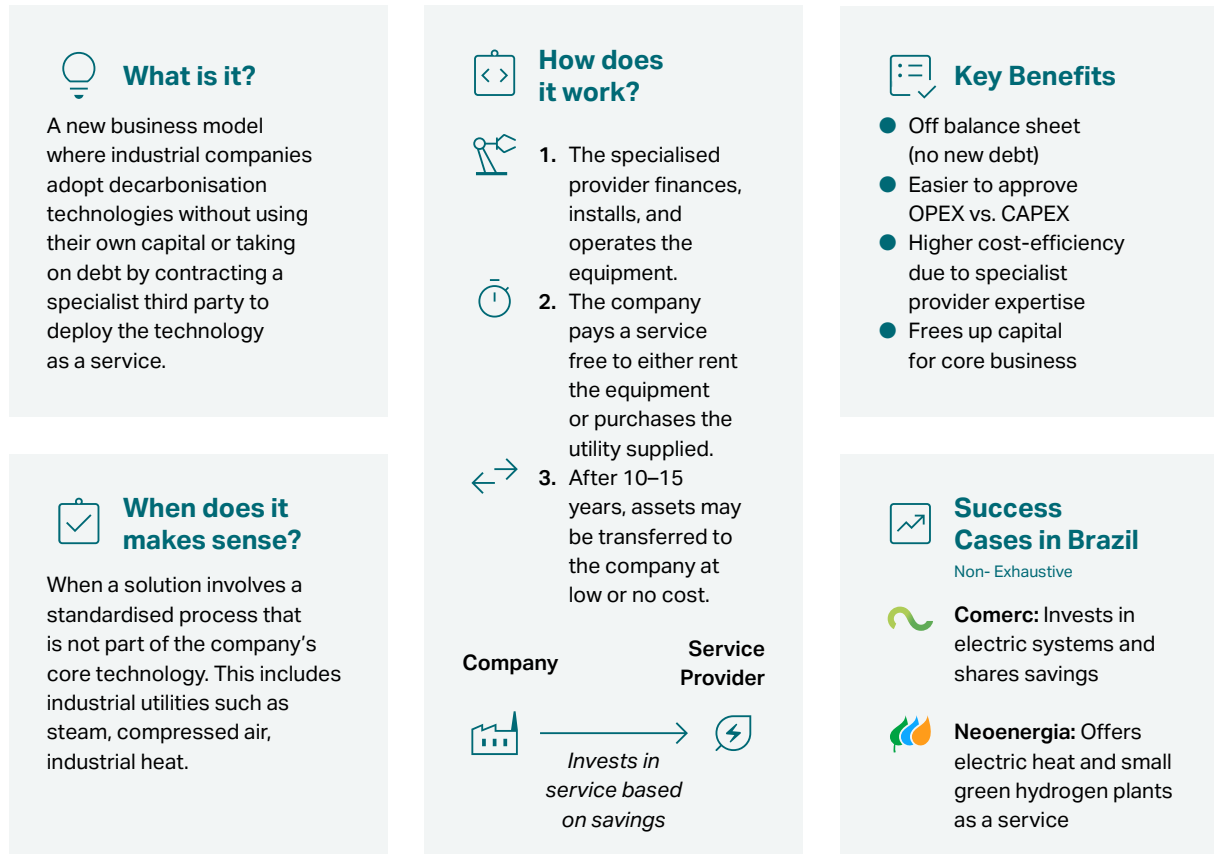 What is it?
A new business model
where industrial companies
adopt decarbonisation
technologies without using
their own capital or taking
on debt by contracting a
specialist third party to
deploy the technology
as a service.
When does it
makes sense?
When a solution involves a
standardised process that
is not part of the company's
core technology. This includes
industrial utilities such as
steam, compressed air,
industrial heat.
How does
it work?
1. The specialised
provider finances,
installs, and
operates the
equipment.
2. The company
pays a service
free to either rent
the equipment
or purchases the
utility supplied.
3. After 10–15
years, assets may
be transferred to
the company at
low or no cost.
Company
Service
Provider
Invests in
service based
on savings
Key Benefits
● Off balance sheet
(no new debt)
● Easier to approve
OPEX vs. CAPEX
● Higher cost-efficiency
due to specialist
provider expertise
● Frees up capital
for core business
Success
Cases in Brazil
Non- Exhaustive
Comerc: Invests in
electric systems and
shares savings
Neoenergia: Offers
electric heat and small
green hydrogen plants
as a service